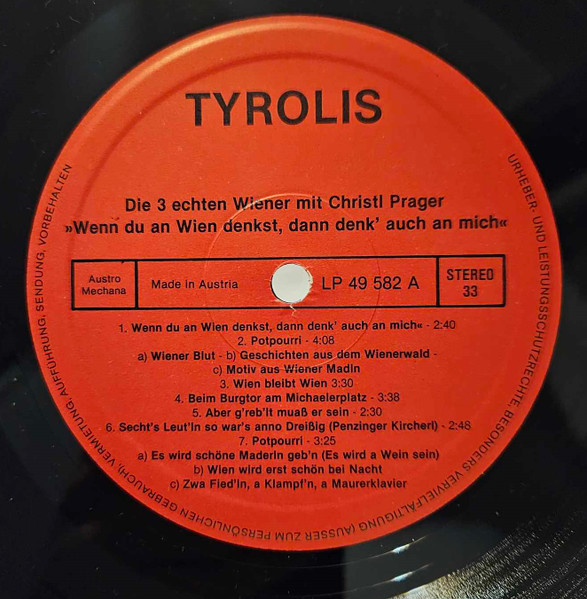 TYROLIS
Die 3 echten Wiener mit Christl Prager
»Wenn du an Wien denkst, dann denk' auch an mich«
Austro
Mechana
Made in Austria
LP 49 582 A
STEREO
33
1. Wenn du an Wien denkst, dann denk' auch an mich« - 2:40
2. Potpourri - 4:08
a) Wiener Blut - b) Geschichten aus dem Wienerwald -
c) Motiv aus Wiener Madln
3. Wien bleibt Wien 3:30
4. Beim Burgtor am Michaelerplatz - 3:38
5. Aber g'reb'lt muaß er sein - 2:30
6. Secht's Leut'ln so war's anno Dreißig (Penzinger Kircherl) - 2:48
7. Potpourri - 3:25
a) Es wird schöne Maderln geb'n (Es wird a Wein sein)
b) Wien wird erst schön bei Nacht
c) Zwa Fied'ln, a Klampf'n, a Maurerklavier
URHEBER- UND LEISTUNGSSCHUTZRECHTE, BESONDERS VERVIELFÄLTIGUNG (AUSSER ZUM PERSÖNLICHEN GEBRAUCH), VERMIETUNG, AUFFÜHRUNG, SENDUNG, VORBEHALTEN